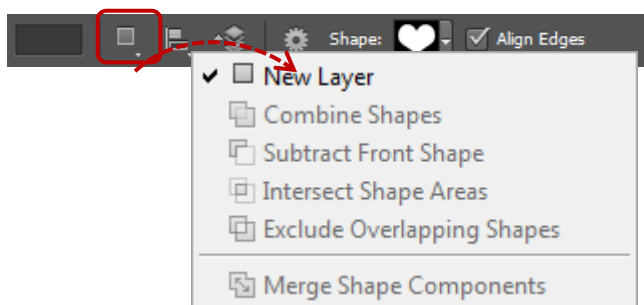 Shape: Align Edges
New Layer
Combine Shapes
Subtract Front Shape
Intersect Shape Areas
Exclude Overlapping Shapes
Merge Shape Components